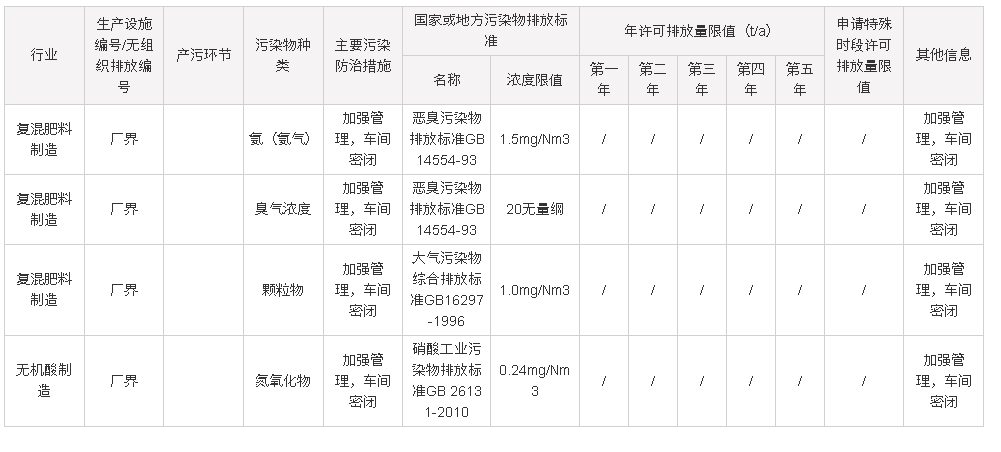 行业
生产设施
编号/无组
织排放编
号
产污环节
污染物种
类
主要污染
防治措施
国家或地方污染物排放标
准
名称
浓度限值
年许可排放量限值（t/a）
第一
年
第二
年
第三
年
第四
年
第五
年
申请特殊
时段许可
排放量限
值
其他信息
复混肥料
制造
厂界
氨（氨气）
加强管
理，车间
密闭
恶臭污染物
排放标准GB
14554-93
1.5mg/Nm3
/
/
/
/
/
/
加强管
理，车间
密闭
复混肥料
制造
厂界
臭气浓度
加强管
理，车间
密闭
恶臭污染物
排放标准GB
14554-93
20无量纲
/
/
/
/
/
/
加强管
理，车间
密闭
复混肥料
制造
厂界
颗粒物
加强管
理，车间
密闭
大气污染物
综合排放标
准GB16297
-1996
1.0mg/Nm3
/
/
/
/
/
/
加强管
理，车间
密闭
无机酸制
造
厂界
氮氧化物
加强管
理，车间
密闭
硝酸工业污
染物排放标
准GB 2613
1-2010
0.24mg/Nm
3
/
/
/
/
/
/
加强管
理，车间
密闭